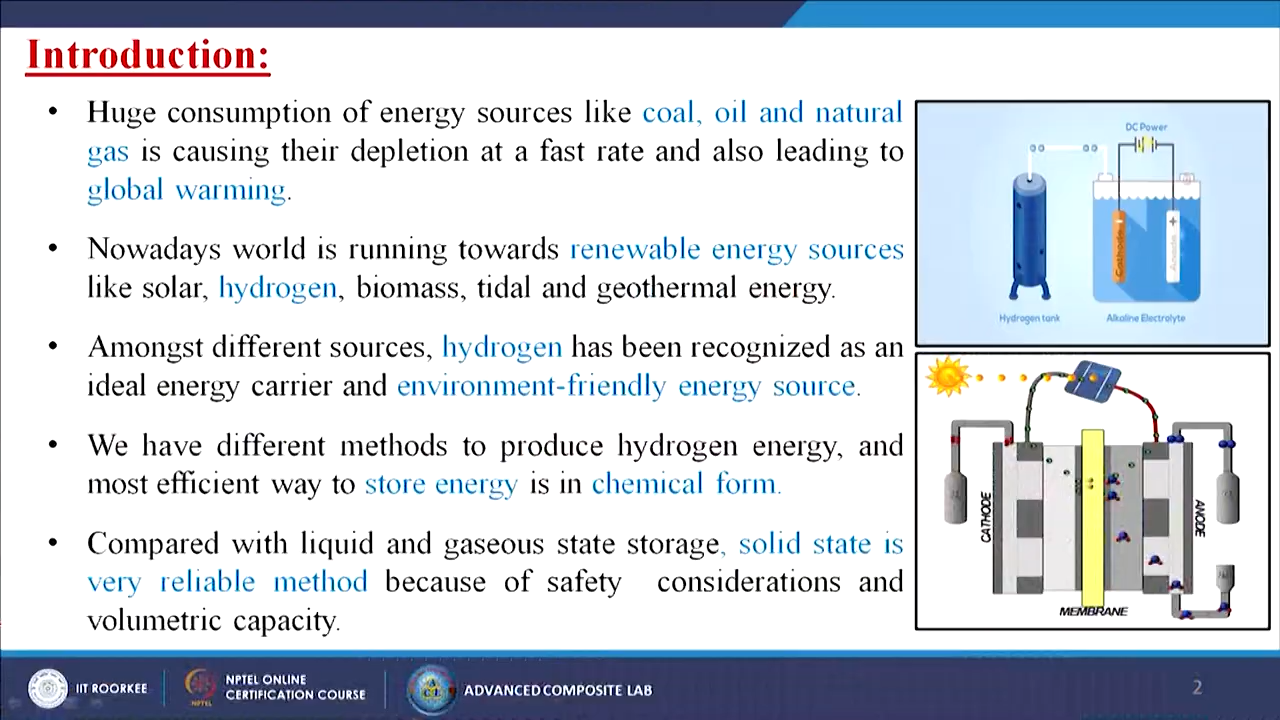 Introduction:
• Huge consumption of energy sources like coal, oil and natural
gas is causing their depletion at a fast rate and also leading to
global warming.
• Nowadays world is running towards renewable energy sources
like solar, hydrogen, biomass, tidal and geothermal energy.
• Amongst different sources, hydrogen has been recognized as an
ideal energy carrier and environment-friendly energy source.
• We have different methods to produce hydrogen energy, and
most efficient way to store energy is in chemical form.
• Compared with liquid and gaseous state storage, solid state is
very reliable method because of safety considerations and
volumetric capacity.
DC Power
Cathode
Anode
Hydrogen tank
Alkaline Electrolyte
CATHODE
ANODE
MEMBRANE
IIT ROORKEE
NPTEL ONLINE
CERTIFICATION COURSE
NPTEL
ADVANCED COMPOSITE LAB
2